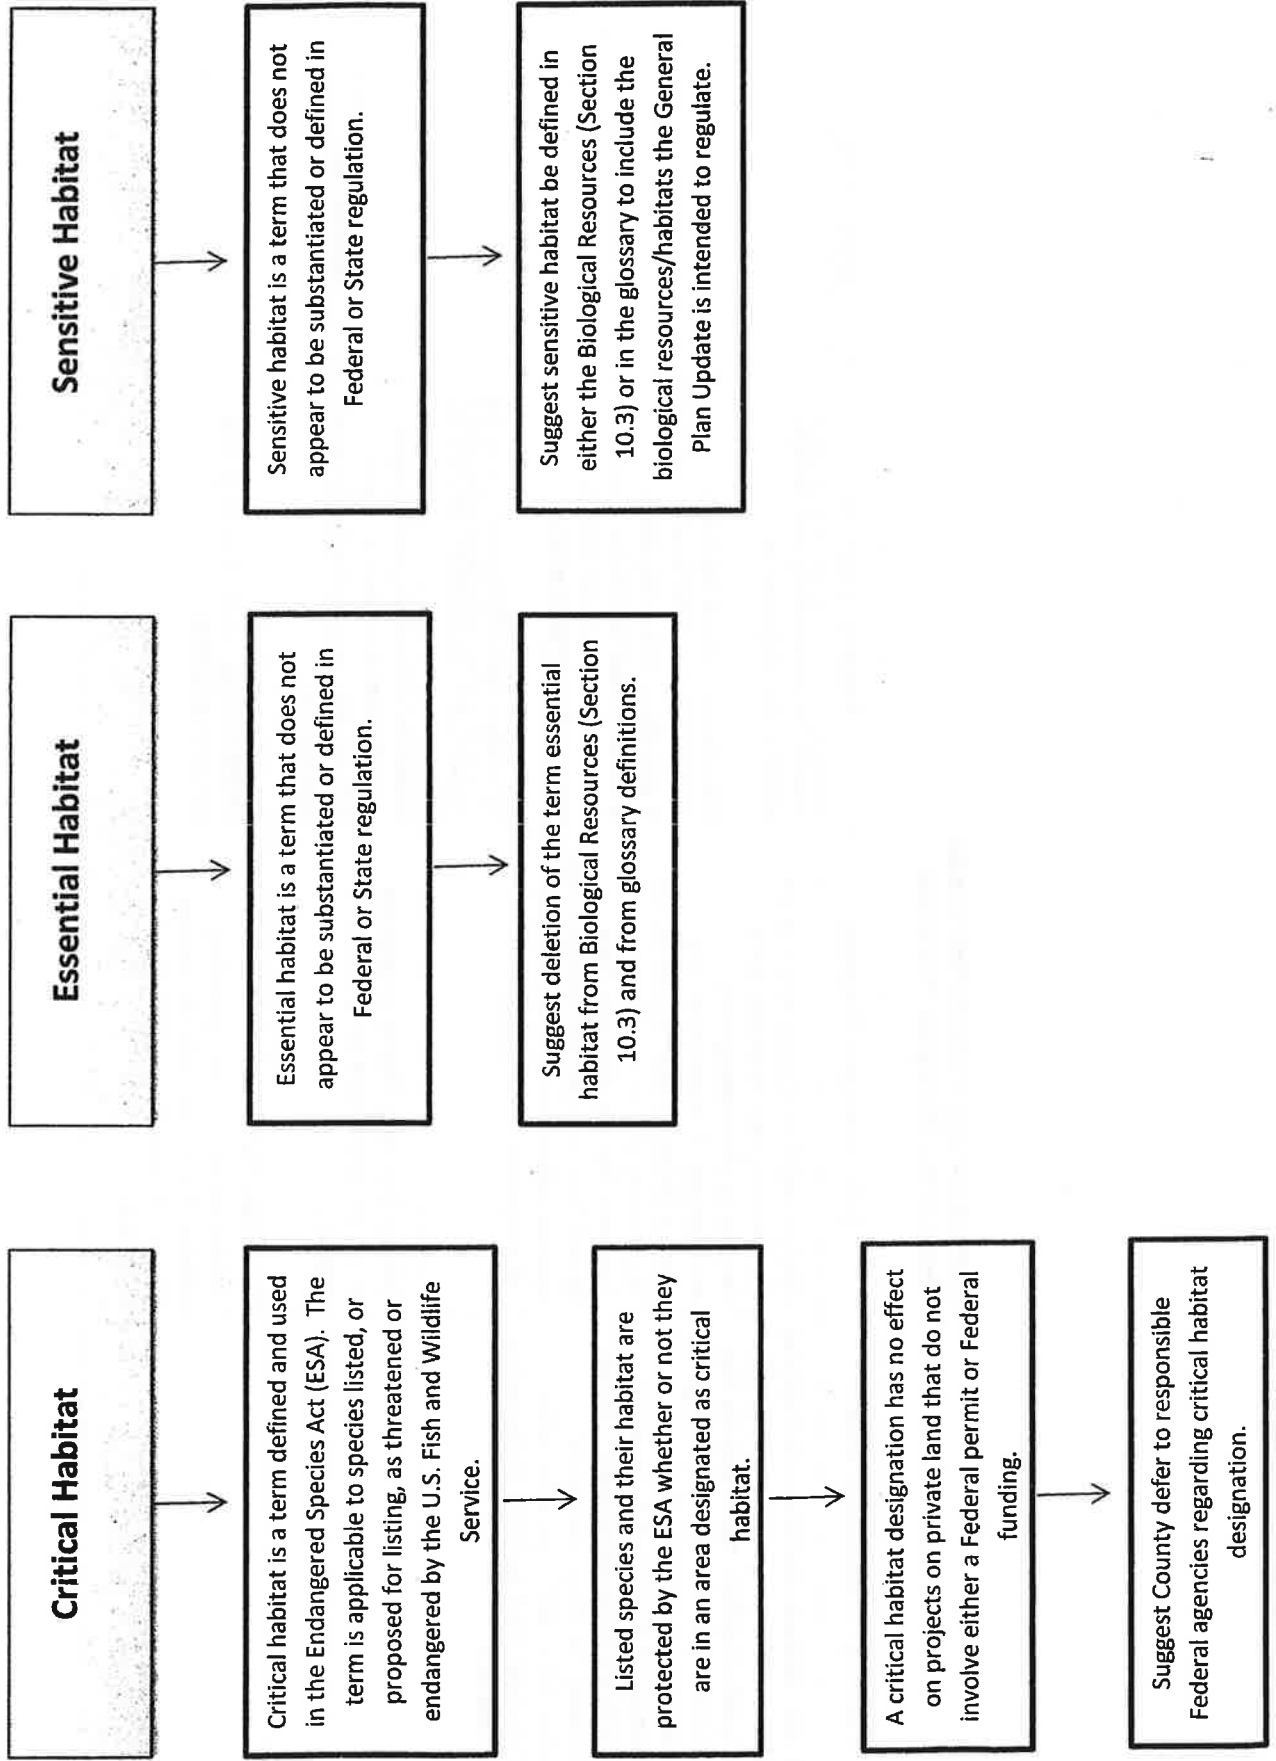 Critical Habitat
Critical habitat is a term defined and used
in the Endangered Species Act (ESA). The
term is applicable to species listed, or
proposed for listing, as threatened or
endangered by the U.S. Fish and Wildlife
Service.
Listed species and their habitat are
protected by the ESA whether or not they
are in an area designated as critical
habitat.
A critical habitat designation has no effect
on projects on private land that do not
involve either a Federal permit or Federal
funding.
Suggest County defer to responsible
Federal agencies regarding critical habitat
designation.
Essential Habitat
Essential habitat is a term that does not
appear to be substantiated or defined in
Federal or State regulation.
Suggest deletion of the term essential
habitat from Biological Resources (Section
10.3) and from glossary definitions.
Sensitive Habitat
Sensitive habitat is a term that does not
appear to be substantiated or defined in
Federal or State regulation.
Suggest sensitive habitat be defined in
either the Biological Resources (Section
10.3) or in the glossary to include the
biological resources/habitats the General
Plan Update is intended to regulate.